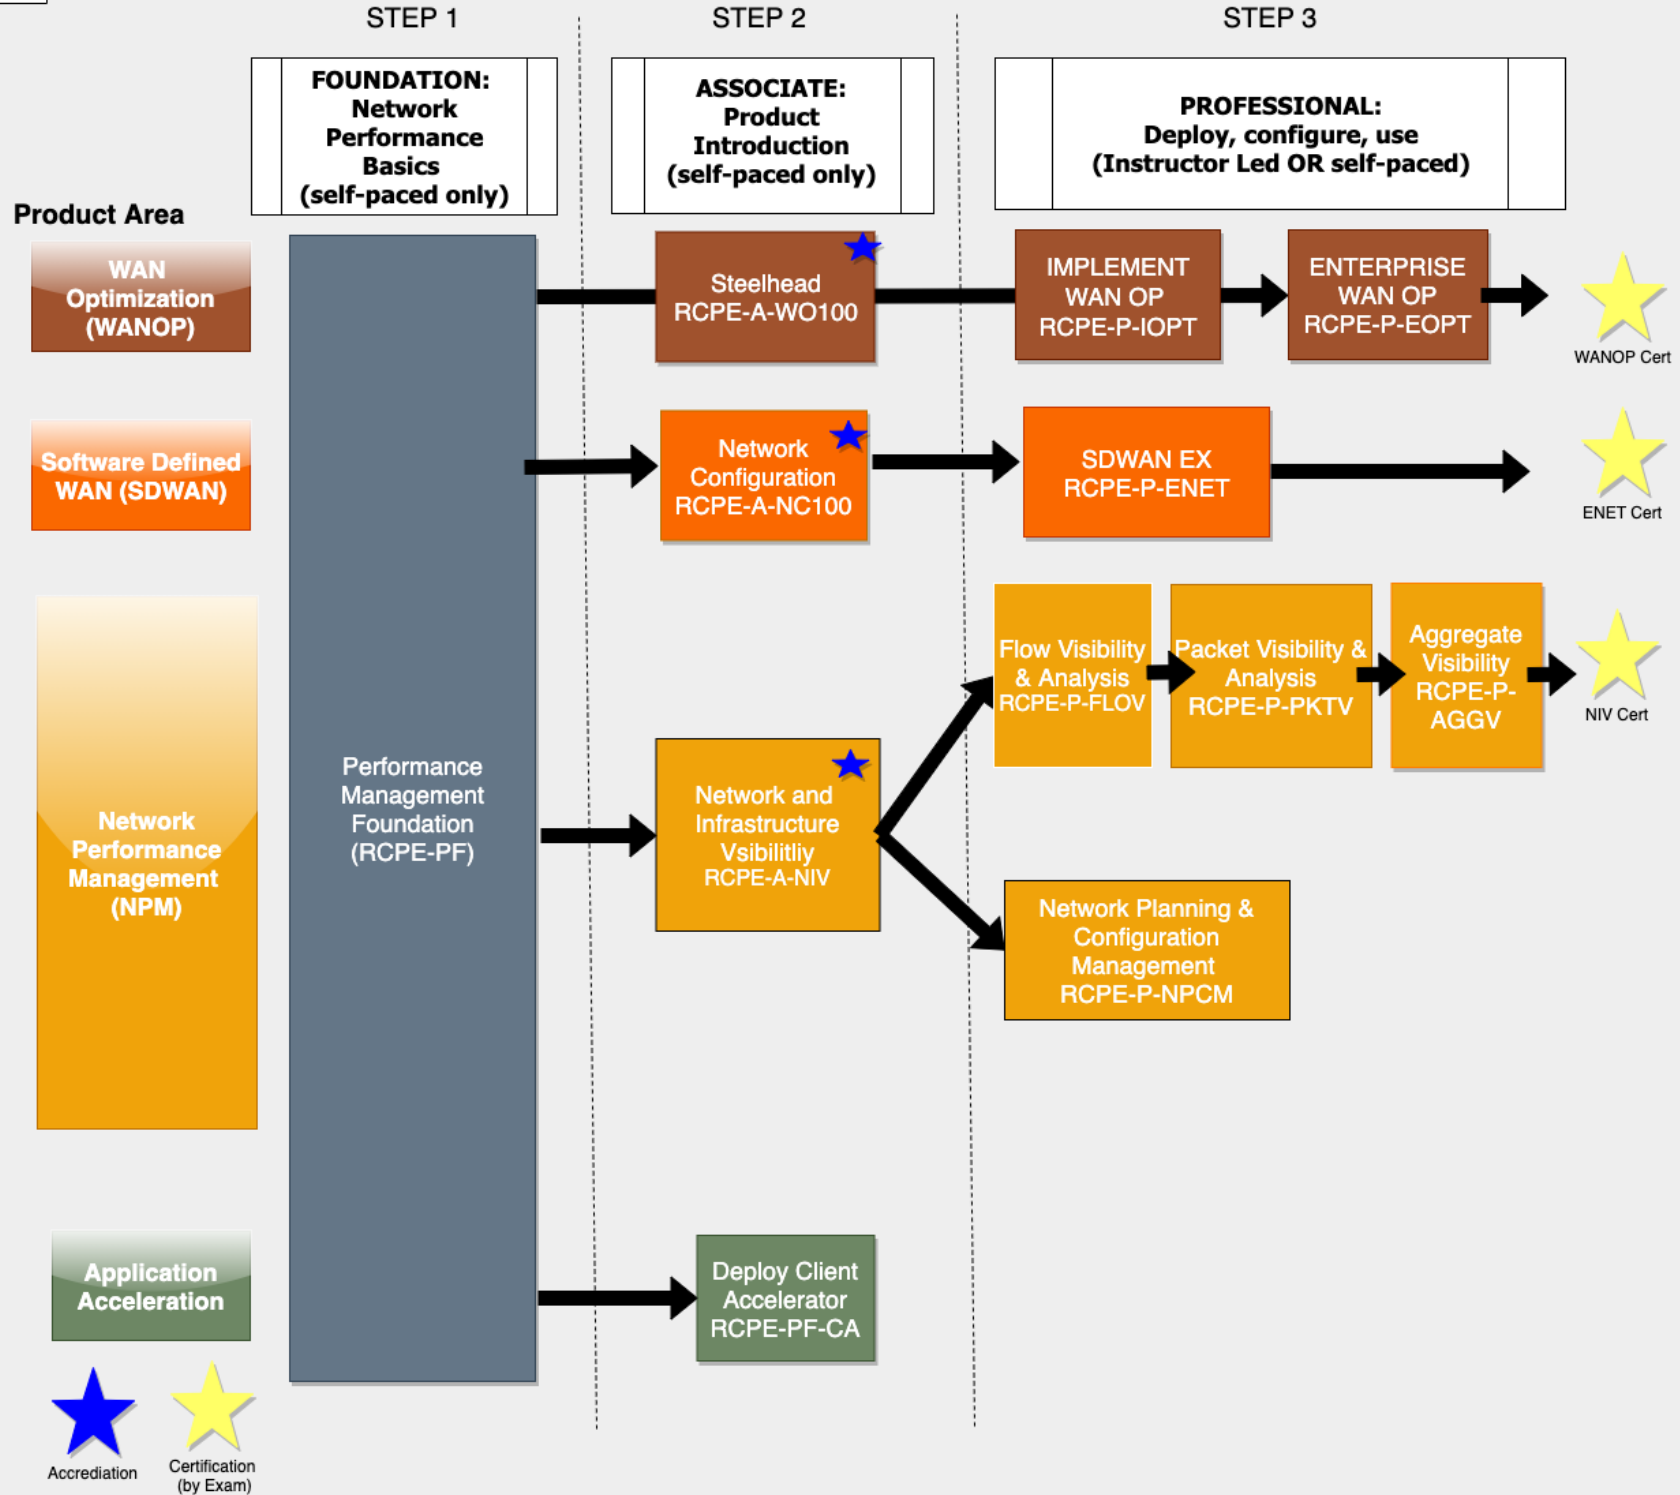 STEP 1
STEP 2
STEP 3
FOUNDATION:
Network
Performance
Basics
(self-paced only)
ASSOCIATE:
Product
Introduction
(self-paced only)
PROFESSIONAL:
Deploy, configure, use
(Instructor Led OR self-paced)
Product Area
WAN
Optimization
(WANOP)
Steelhead
RCPE-A-WO100
IMPLEMENT
WAN OP
RCPE-P-IOPT
ENTERPRISE
WAN OP
RCPE-P-EOPT
WANOP Cert
Software Defined
WAN (SDWAN)
Network
Configuration
RCPE-A-NC100
SDWAN EX
RCPE-P-ENET
ENET Cert
Network
Performance
Management
(NPM)
Performance
Management
Foundation
(RCPE-PF)
Network and
Infrastructure
Vsibilitliy
RCPE-A-NIV
Flow Visibility
& Analysis
RCPE-P-FLOV
Packet Visibility &
Analysis
RCPE-P-PKTV
Aggregate
Visibility
RCPE-P-
AGGV
NIV Cert
Network Planning &
Configuration
Management
RCPE-P-NPCM
Application
Acceleration
Deploy Client
Accelerator
RCPE-PF-CA
Accrediation
Certification
(by Exam)